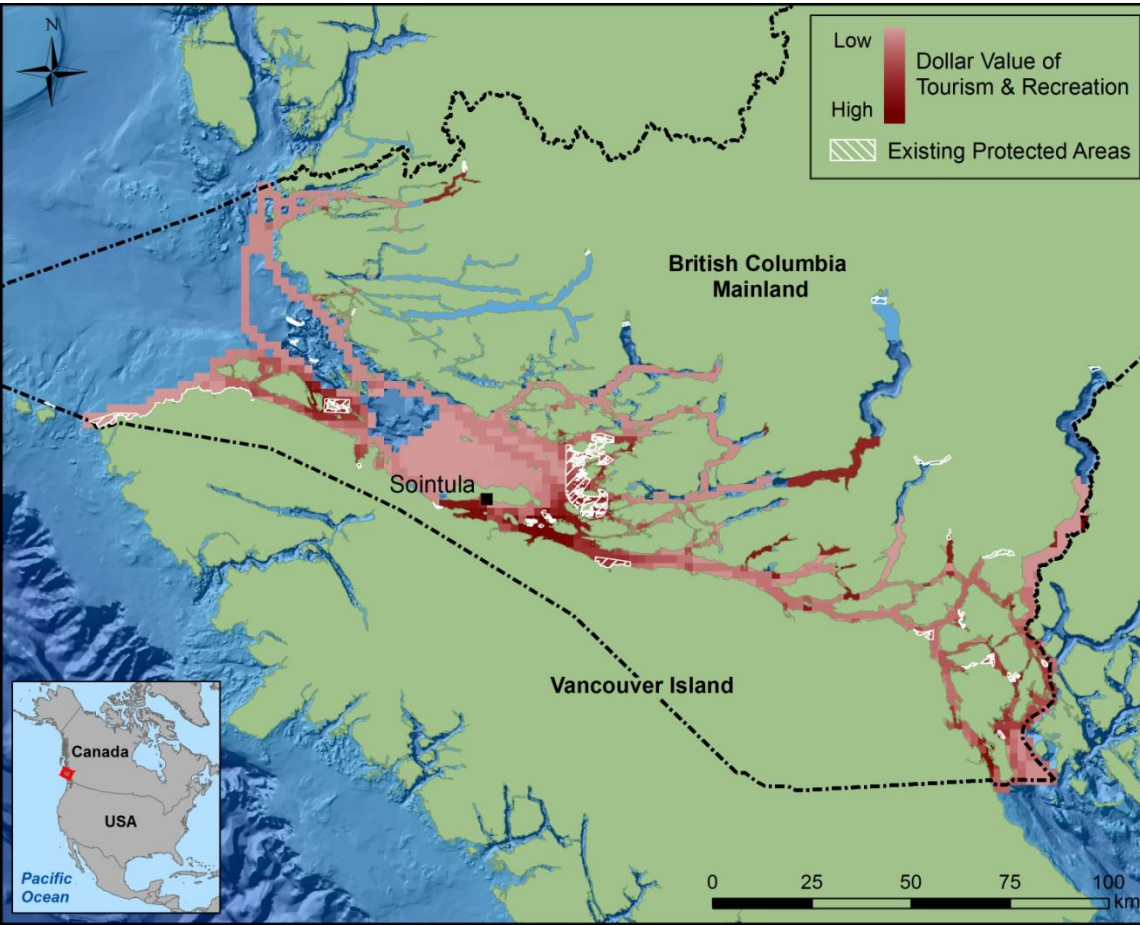 N
Low
High
Dollar Value of
Tourism & Recreation
Existing Protected Areas
British Columbia
Mainland
Sointula
Vancouver Island
Canada
USA
Pacific
Ocean
0 25 50 75 100
km